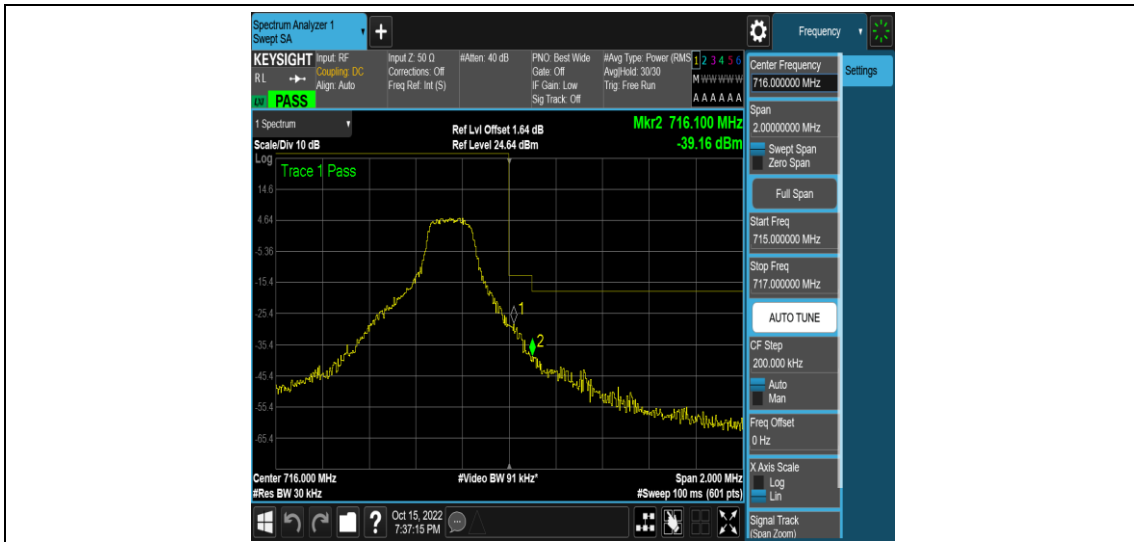 Spectrum Analyzer 1
Swept SA
+
Frequency
KEYSIGHT
RL
LM
PASS
Input: RF
Coupling: DC
Align: Auto
Input Z: 50 Ω
Corrections: Off
Freq Ref: Int (S)
#Atten: 40 dB
PNO: Best Wide
Gate: Off
IF Gain: Low
Sig Track: Off
#Avg Type: Power (RMS
Avg|Hold: 30/30
Trig: Free Run
1 2 3 4 5 6
M W W W W W
A A A A A A
1 Spectrum
Scale/Div 10 dB
Ref Lvl Offset 1.64 dB
Ref Level 24.64 dBm
Mkr2 716.100 MHz
-39.16 dBm
Log
Trace 1 Pass
14.6
4.64
-5.36
-15.4
-25.4
-35.4
-45.4
-55.4
-65.4
1
2
Center 716.000 MHz
#Video BW 91 kHz*
Span 2.000 MHz
#Res BW 30 kHz
#Sweep 100 ms (601 pts)
?
Oct 15, 2022
7:37:15 PM
Center Frequency
716.000000 MHz
Settings
Span
2.00000000 MHz
Swept Span
Zero Span
Full Span
Start Freq
715.000000 MHz
Stop Freq
717.000000 MHz
AUTO TUNE
CF Step
200.000 kHz
Auto
Man
Freq Offset
0 Hz
X Axis Scale
Log
Lin
Signal Track
(Span Zoom)